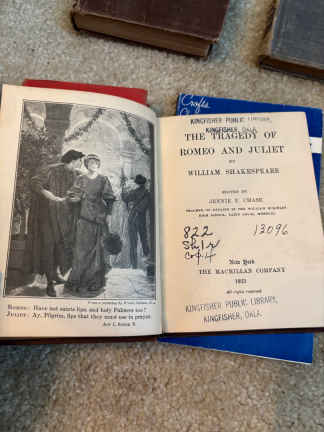 Crofts
KINGFISHER PUBLIC LIBRARY,
KINGFISHER, OKLA.
THE TRAGEDY OF
ROMEO AND JULIET
BY
WILLIAM SHAKESPEARE
EDITED BY
JENNIE F. CHASE
822
Sh1r
Cop.4
13096
New York
THE MACMILLAN COMPANY
All rights reserved
KINGFISHER PUBLIC LIBRARY,
KINGFISHER, OKLA.
ROMEO: Have not saints lips and holy Palmers too?
JULIET: Ay, Pilgrim, lips that they must use in prayer.
ACT I, SCENE V.